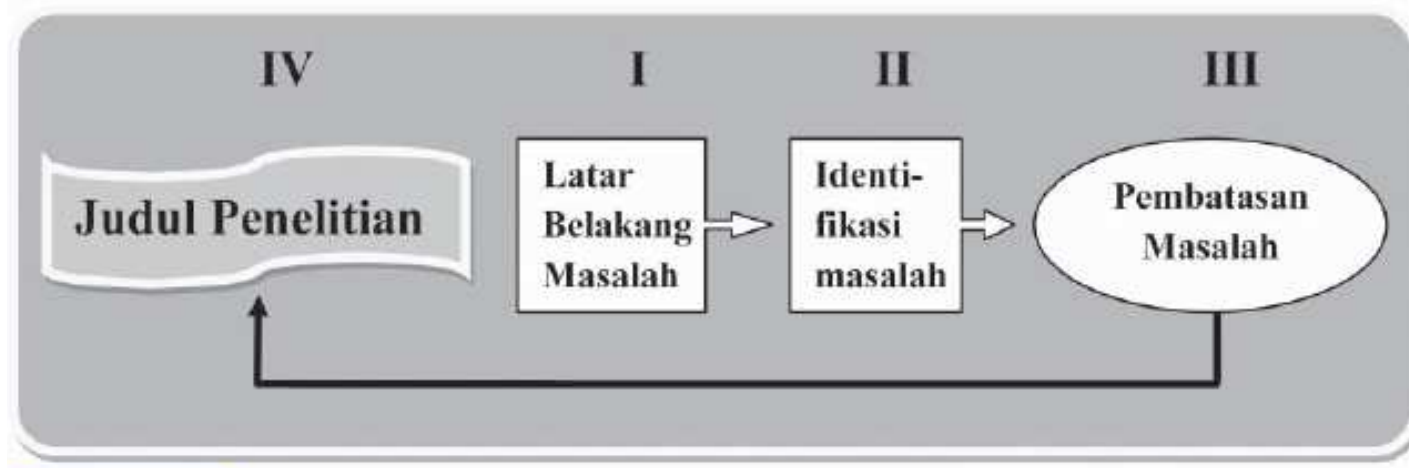 IV I II III
Judul Penelitian
Latar
Belakang
Masalah
Identi-
fikasi
masalah
Pembatasan
Masalah